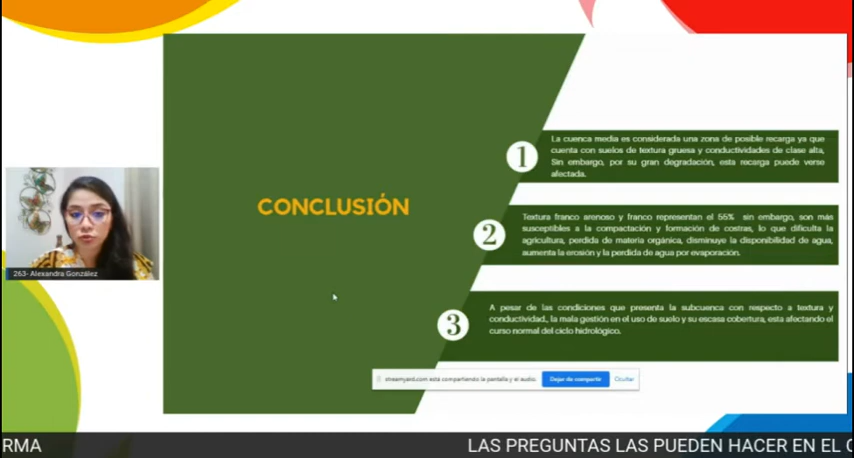 La cuenca media es considerada una zona de posible recarga ya que
cuenta con suelos de textura gruesa y conductividades de clase alta,
Sin embargo, por su gran degradación, esta recarga puede verse
afectada.
1
CONCLUSIÓN
Textura franco arenoso y franco representan el 55% sin embargo, son más
susceptibles a la compactación y formación de costras, lo que dificulta la
agricultura, perdida de materia orgánica, disminuye la disponibilidad de agua,
aumenta la erosión y la perdida de agua por evaporación.
2
263- Alexandra González
A pesar de las condiciones que presenta la subcuenca con respecto a textura y
conductividad., la mala gestión en el uso de suelo y su escasa cobertura, esta afectando el
curso normal del ciclo hidrológico.
3
streamyard.com está compartiendo la pantalla y el audio.
Dejar de compartir
Ocultar
RMA
LAS PREGUNTAS LAS PUEDEN HACER EN EL C